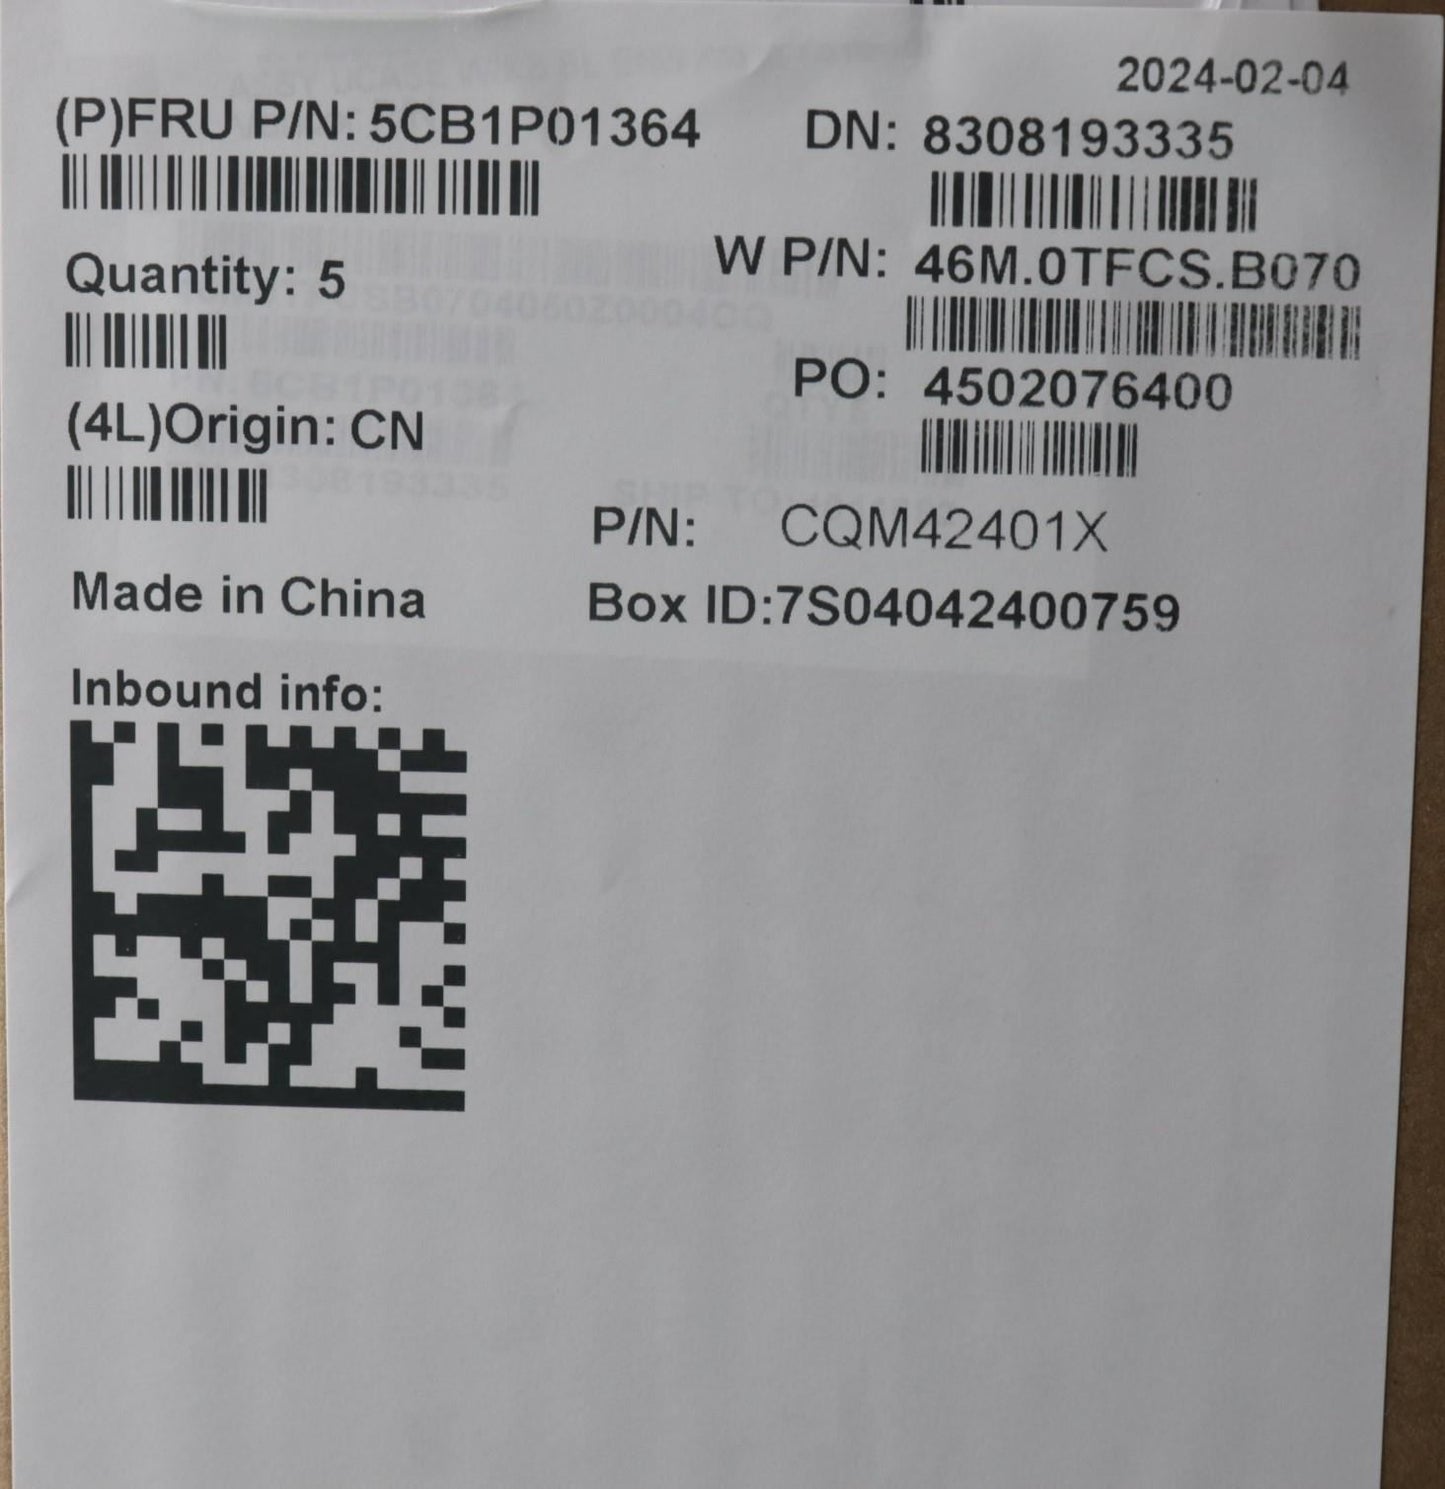 2024-02-04
(P)FRU P/N: 5CB1P01364
DN: 8308193335
W P/N: 46M.0TFCS.B070
Quantity: 5
PO: 4502076400
(4L)Origin: CN
P/N: CQM42401X
Made in China
Box ID:7S04042400759
Inbound info: